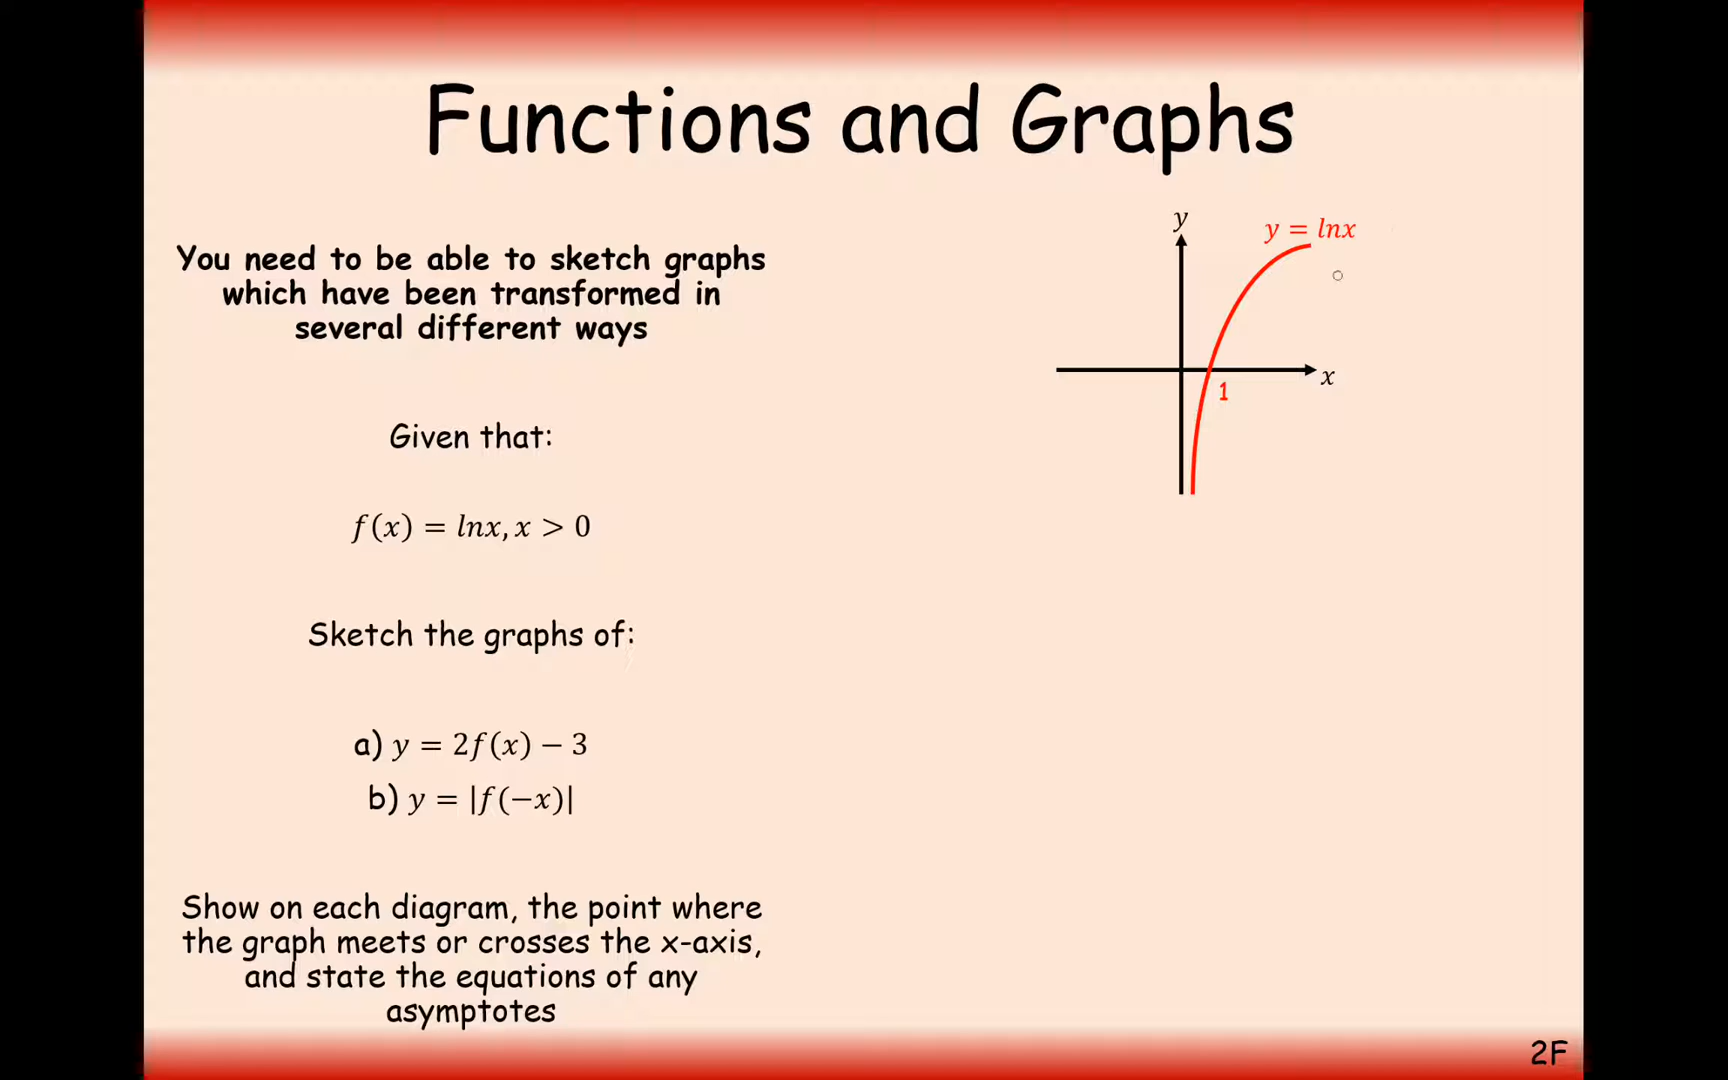 Functions and Graphs
You need to be able to sketch graphs
which have been transformed in
several different ways
Given that:
f(x) = lnx, x > 0
Sketch the graphs of:
a) y = 2f(x) − 3
b) y = |f(−x)|
Show on each diagram, the point where
the graph meets or crosses the x-axis,
and state the equations of any
asymptotes
y
y = lnx
x
1
2F